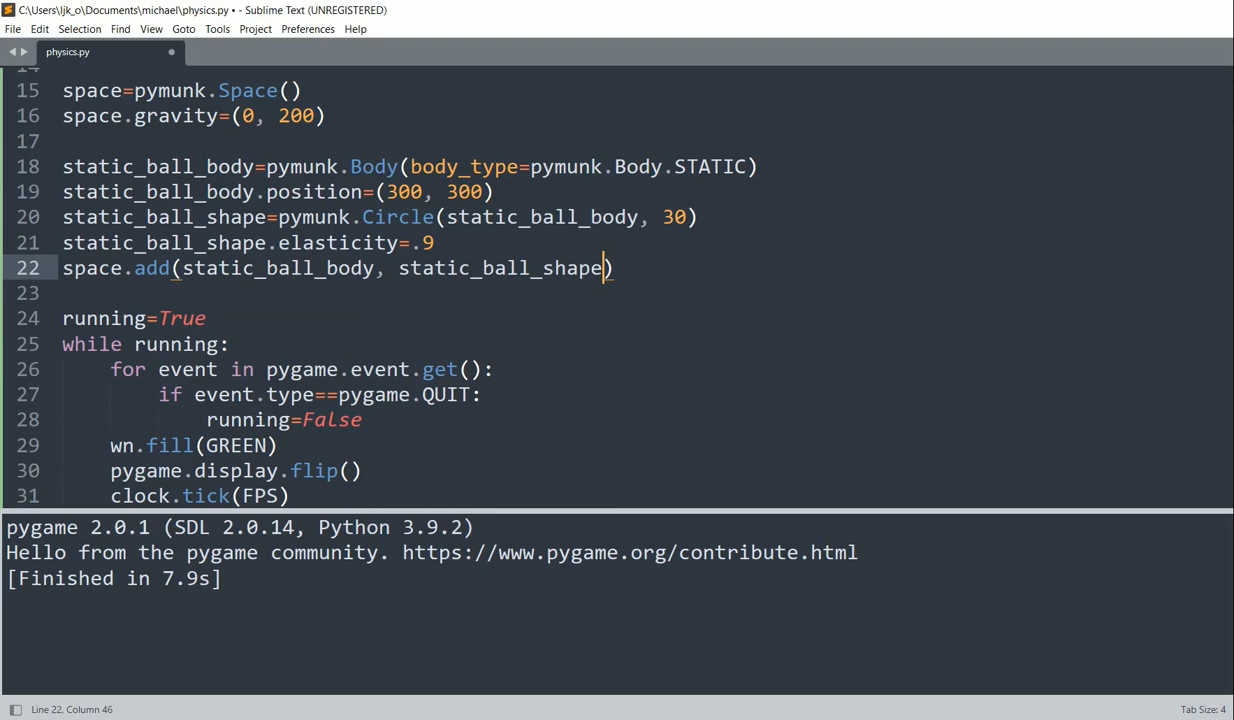 C:\Users\ljk_o\Documents\michael\physics.py • - Sublime Text (UNREGISTERED)
File Edit Selection Find View Goto Tools Project Preferences Help
physics.py
14
15 space=pymunk.Space()
16 space.gravity=(0, 200)
17
18 static_ball_body=pymunk.Body(body_type=pymunk.Body.STATIC)
19 static_ball_body.position=(300, 300)
20 static_ball_shape=pymunk.Circle(static_ball_body, 30)
21 static_ball_shape.elasticity=.9
22 space.add(static_ball_body, static_ball_shape)
23
24 running=True
25 while running:
26 for event in pygame.event.get():
27 if event.type==pygame.QUIT:
28 running=False
29 wn.fill(GREEN)
30 pygame.display.flip()
31 clock.tick(FPS)
pygame 2.0.1 (SDL 2.0.14, Python 3.9.2)
Hello from the pygame community. https://www.pygame.org/contribute.html
[Finished in 7.9s]
Line 22, Column 46 Tab Size: 4